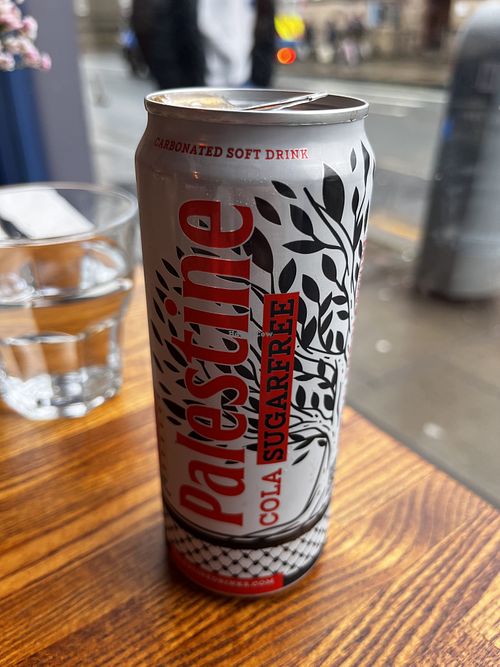 CARBONATED SOFT DRINK
Palestine
COLA SUGARFREE